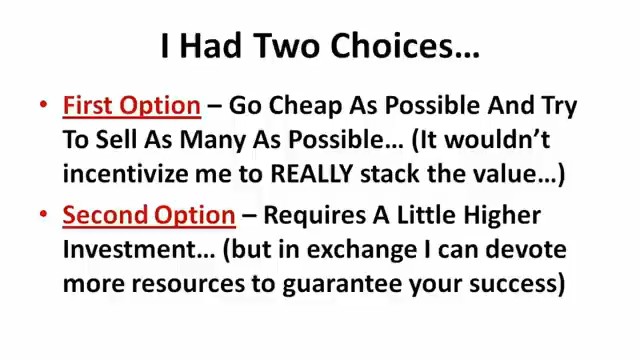 I Had Two Choices…
• First Option – Go Cheap As Possible And Try
To Sell As Many As Possible… (It wouldn’t
incentivize me to REALLY stack the value…)
• Second Option – Requires A Little Higher
Investment… (but in exchange I can devote
more resources to guarantee your success)